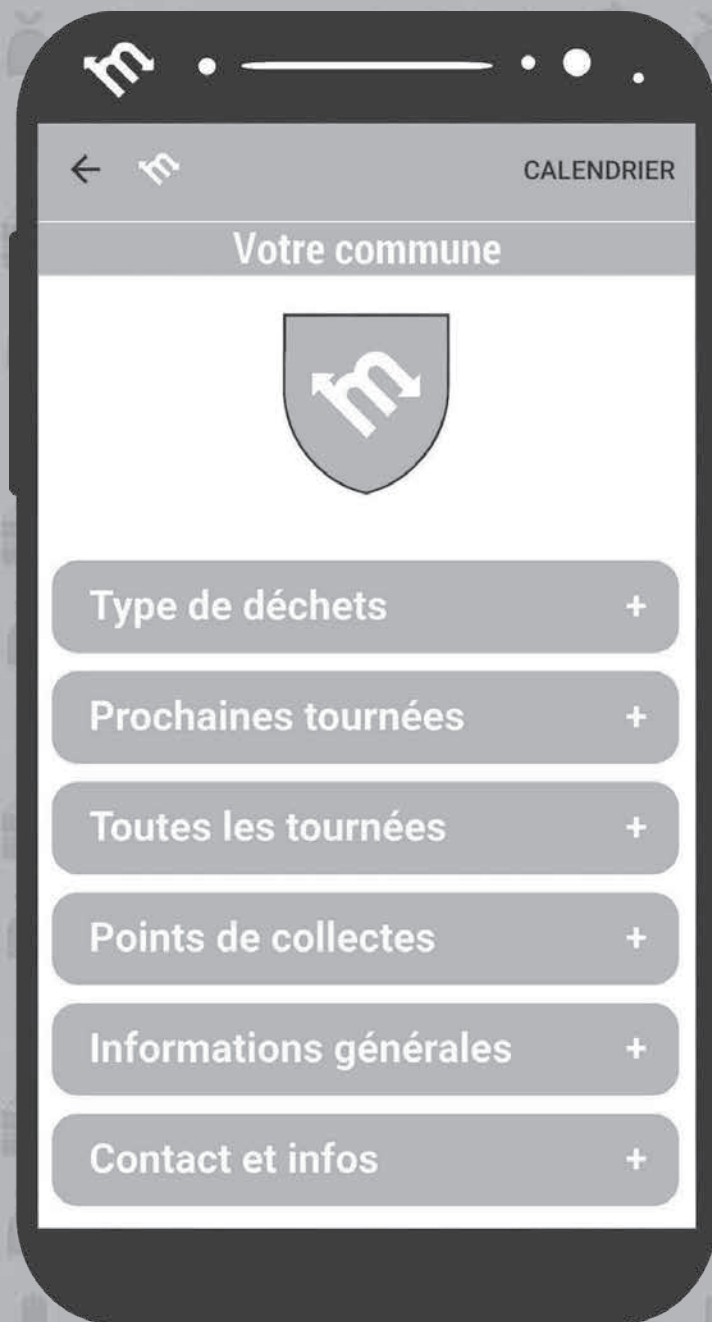 CALENDRIER
Votre commune
Type de déchets +
Prochaines tournées +
Toutes les tournées +
Points de collectes +
Informations générales +
Contact et infos +